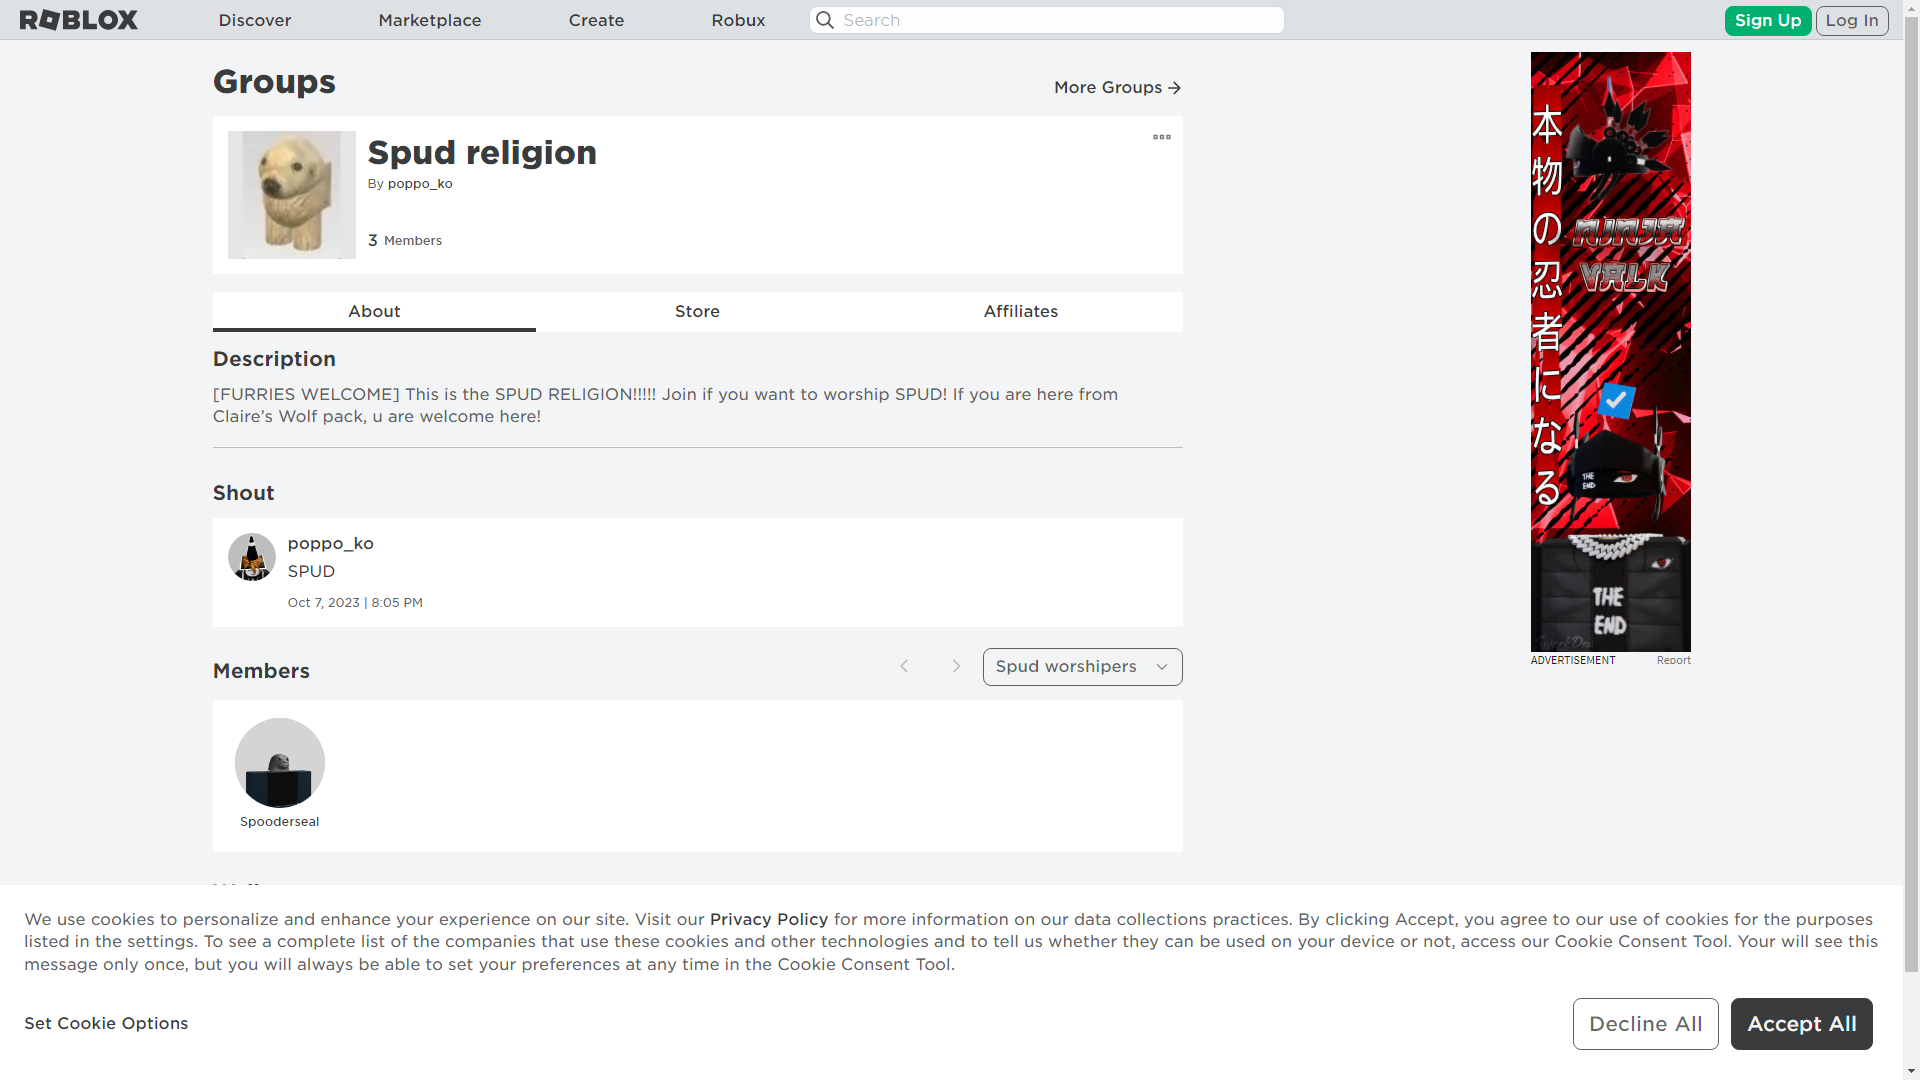 ROBLOX
Discover
Marketplace
Create
Robux
Search
Sign Up
Log In
Groups
More Groups
Spud religion
By poppo_ko
3 Members
About
Store
Affiliates
Description
[FURRIES WELCOME] This is the SPUD RELIGION!!!!! Join if you want to worship SPUD! If you are here from
Claire’s Wolf pack, u are welcome here!
Shout
poppo_ko
SPUD
Oct 7, 2023 | 8:05 PM
Members
Spud worshipers
Spooderseal
本物の忍者になる
NINJA
VALK
THE
END
THE
END
ADVERTISEMENT
Report
We use cookies to personalize and enhance your experience on our site. Visit our Privacy Policy for more information on our data collections practices. By clicking Accept, you agree to our use of cookies for the purposes
listed in the settings. To see a complete list of the companies that use these cookies and other technologies and to tell us whether they can be used on your device or not, access our Cookie Consent Tool. Your will see this
message only once, but you will always be able to set your preferences at any time in the Cookie Consent Tool.
Set Cookie Options
Decline All
Accept All